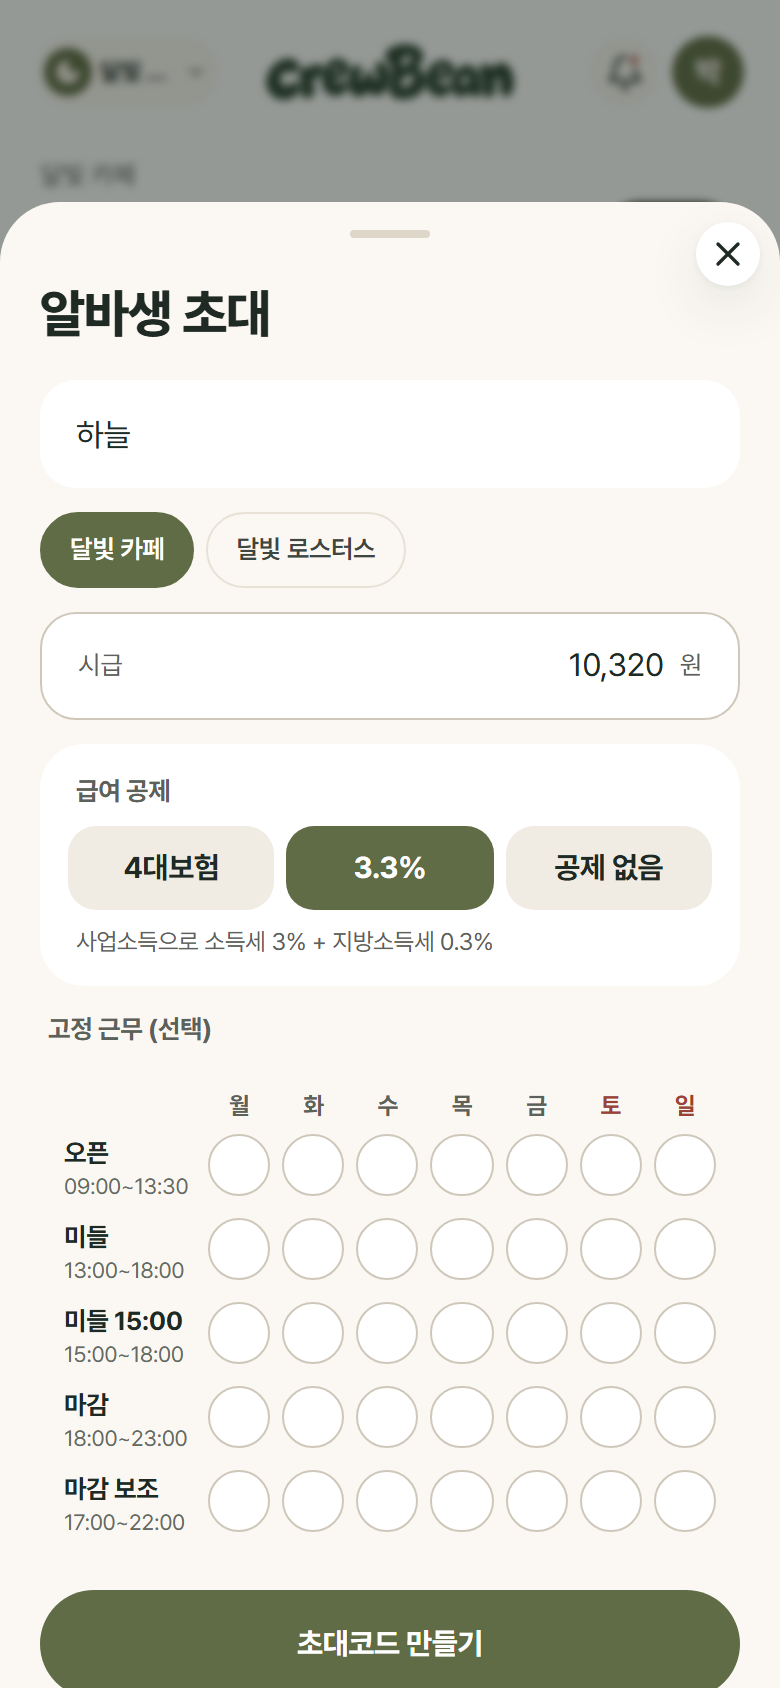 CrewBean
달빛 카페
알바생 초대
하늘
달빛 카페 달빛 로스터스
시급 10,320 원
급여 공제
4대보험 3.3% 공제 없음
사업소득으로 소득세 3% + 지방소득세 0.3%
고정 근무 (선택)
월 화 수 목 금 토 일
오픈
09:00~13:30
미들
13:00~18:00
미들 15:00
15:00~18:00
마감
18:00~23:00
마감 보조
17:00~22:00
초대코드 만들기